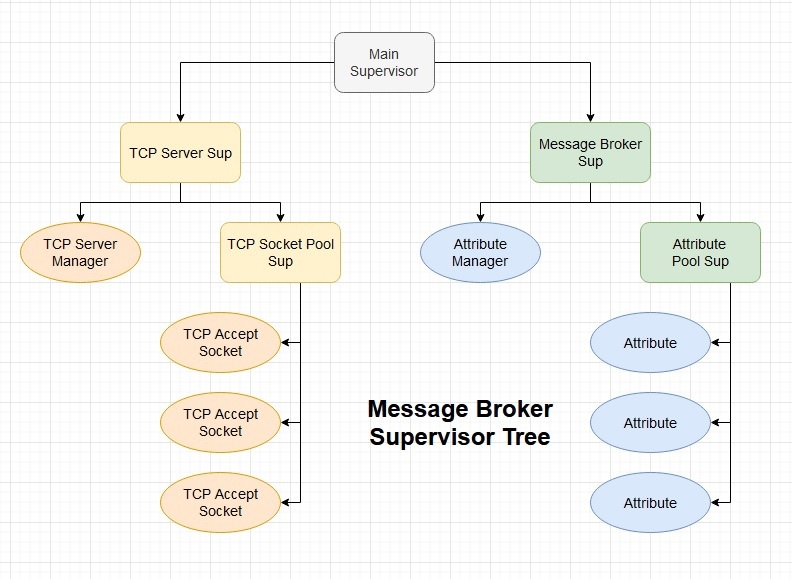 Main
Supervisor
TCP Server Sup
Message Broker
Sup
TCP Server
Manager
TCP Socket Pool
Sup
Attribute
Manager
Attribute
Pool Sup
TCP Accept
Socket
Attribute
TCP Accept
Socket
Message Broker
Supervisor Tree
Attribute
TCP Accept
Socket
Attribute